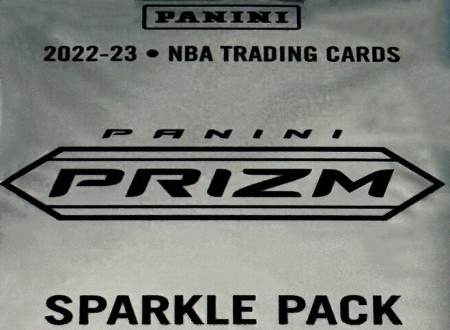 PANINI
2022-23 • NBA TRADING CARDS
PANINI
PRIZM
SPARKLE PACK